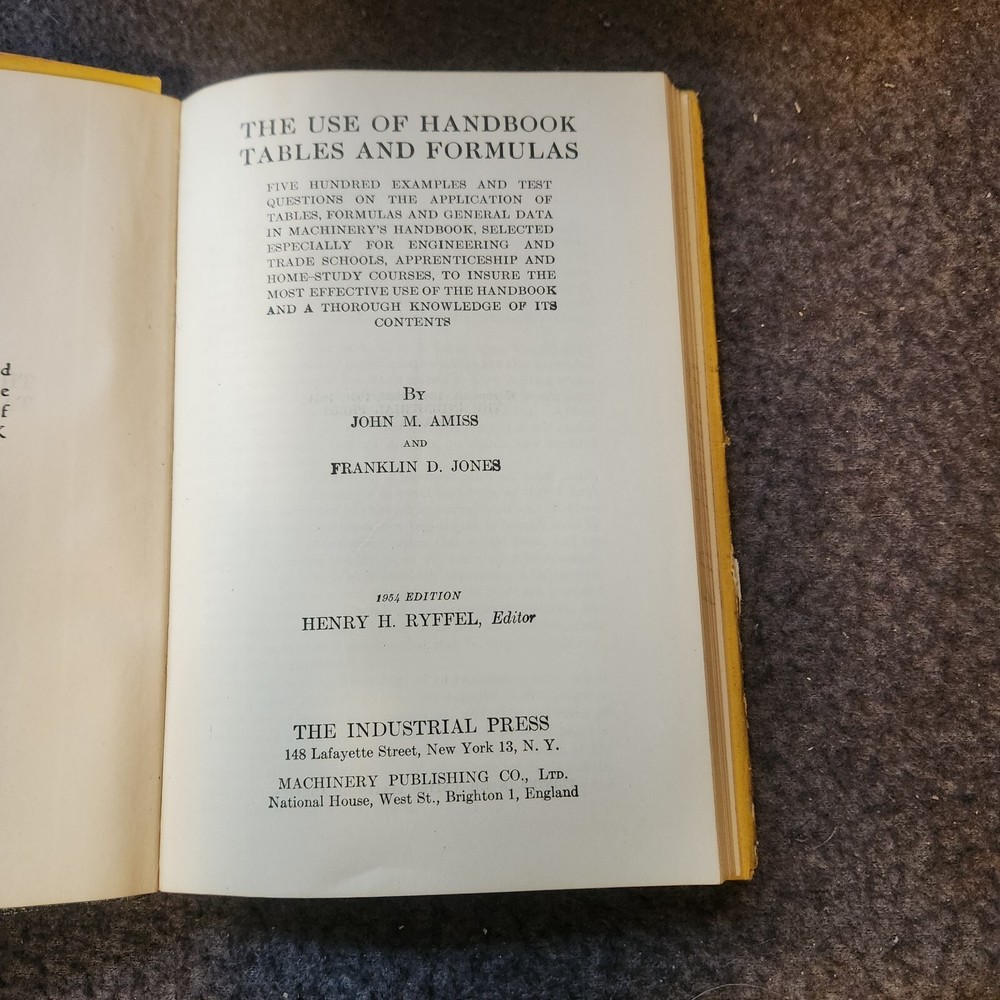 d
e
f
K
THE USE OF HANDBOOK
TABLES AND FORMULAS
FIVE HUNDRED EXAMPLES AND TEST
QUESTIONS ON THE APPLICATION OF
TABLES, FORMULAS AND GENERAL DATA
IN MACHINERY'S HANDBOOK, SELECTED
ESPECIALLY FOR ENGINEERING AND
TRADE SCHOOLS, APPRENTICESHIP AND
HOME-STUDY COURSES, TO INSURE THE
MOST EFFECTIVE USE OF THE HANDBOOK
AND A THOROUGH KNOWLEDGE OF ITS
CONTENTS
By
JOHN M. AMISS
AND
FRANKLIN D. JONES
1954 EDITION
HENRY H. RYFFEL, Editor
THE INDUSTRIAL PRESS
148 Lafayette Street, New York 13, N. Y.
MACHINERY PUBLISHING CO., LTD.
National House, West St., Brighton 1, England